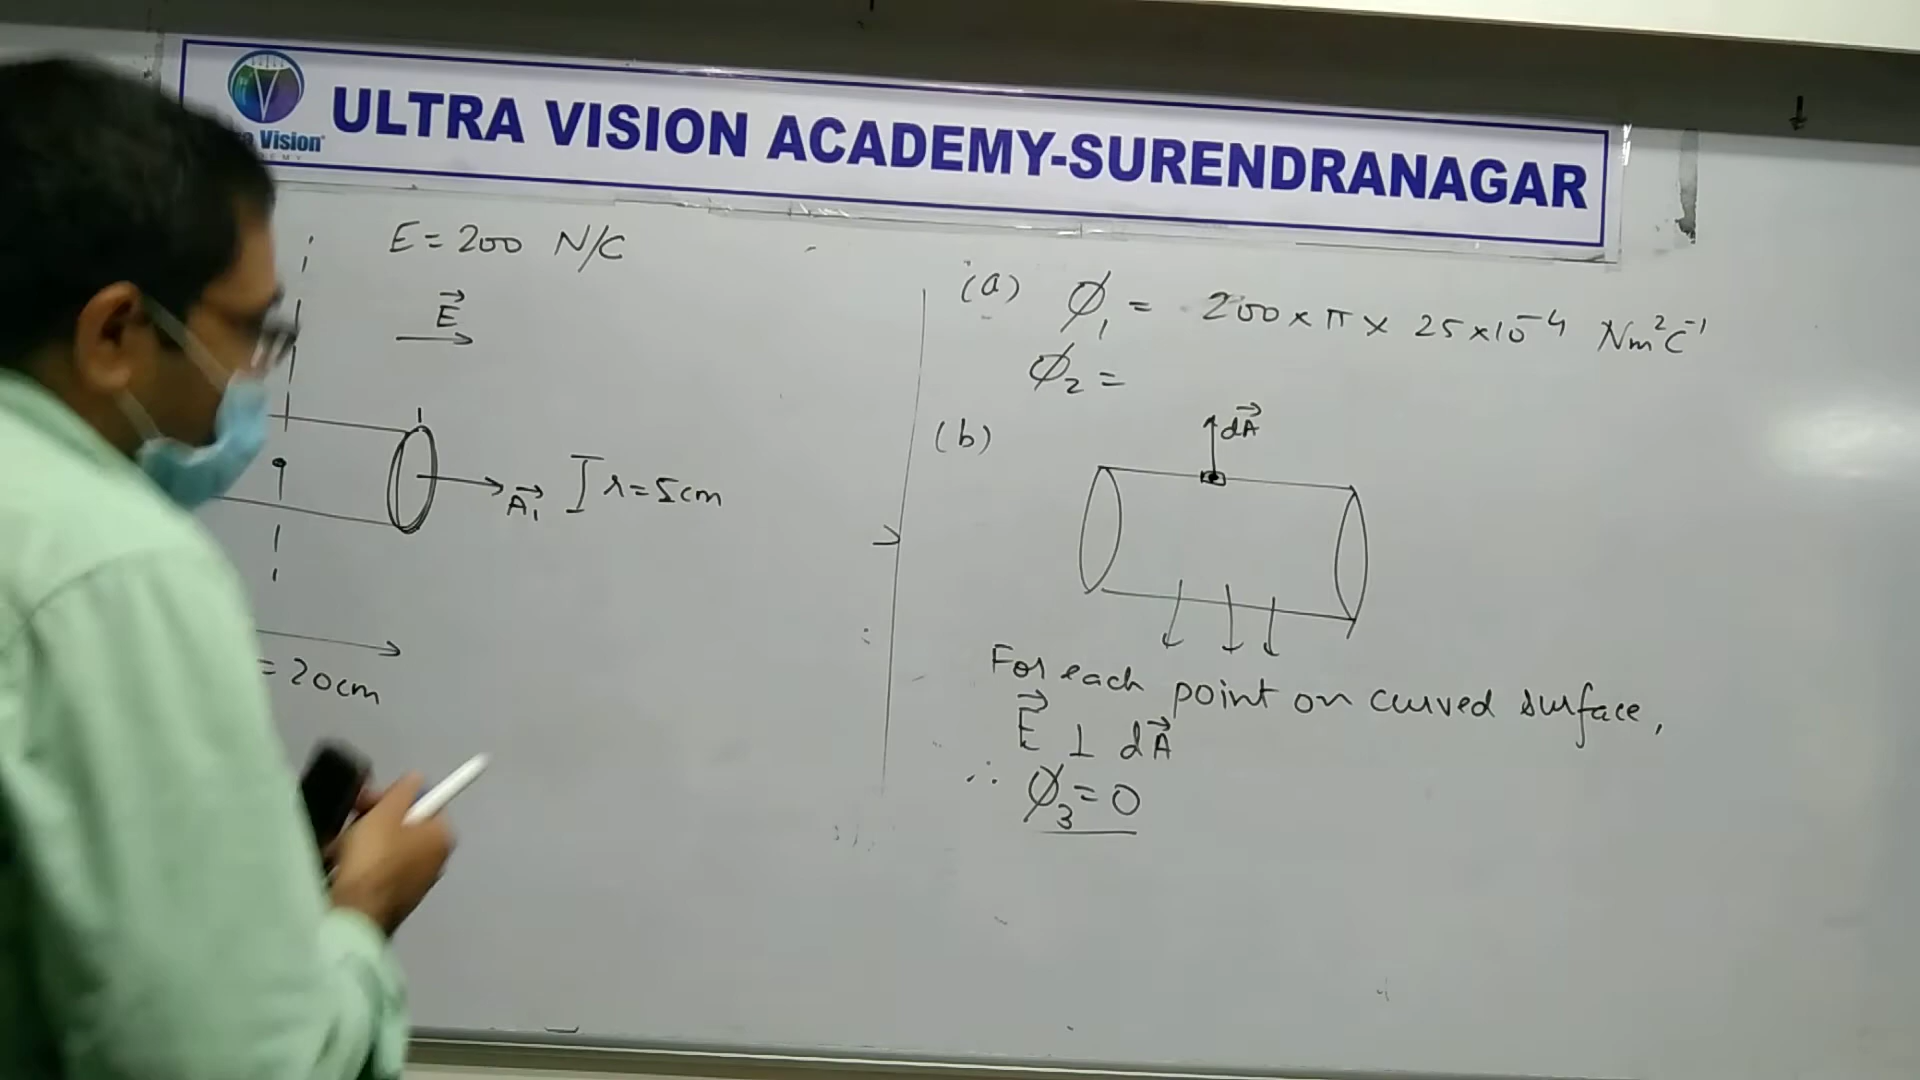 Vision
ULTRA VISION ACADEMY-SURENDRANAGAR
E = 200 N/C
E⃗
A⃗₁
r = 5cm
= 20cm
(a) ϕ₁ = 200 × π × 25 × 10⁻⁴ Nm²C⁻¹
ϕ₂ =
(b)
dA⃗
For each point on curved surface,
E⃗ ⊥ dA⃗
∴ ϕ₃ = 0